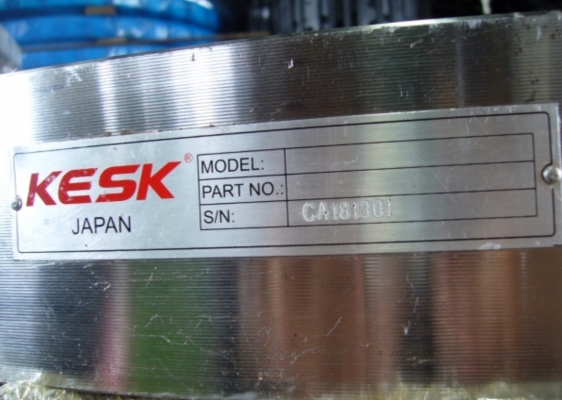 KESK®
JAPAN
MODEL:
PART NO.:
S/N: CA181301